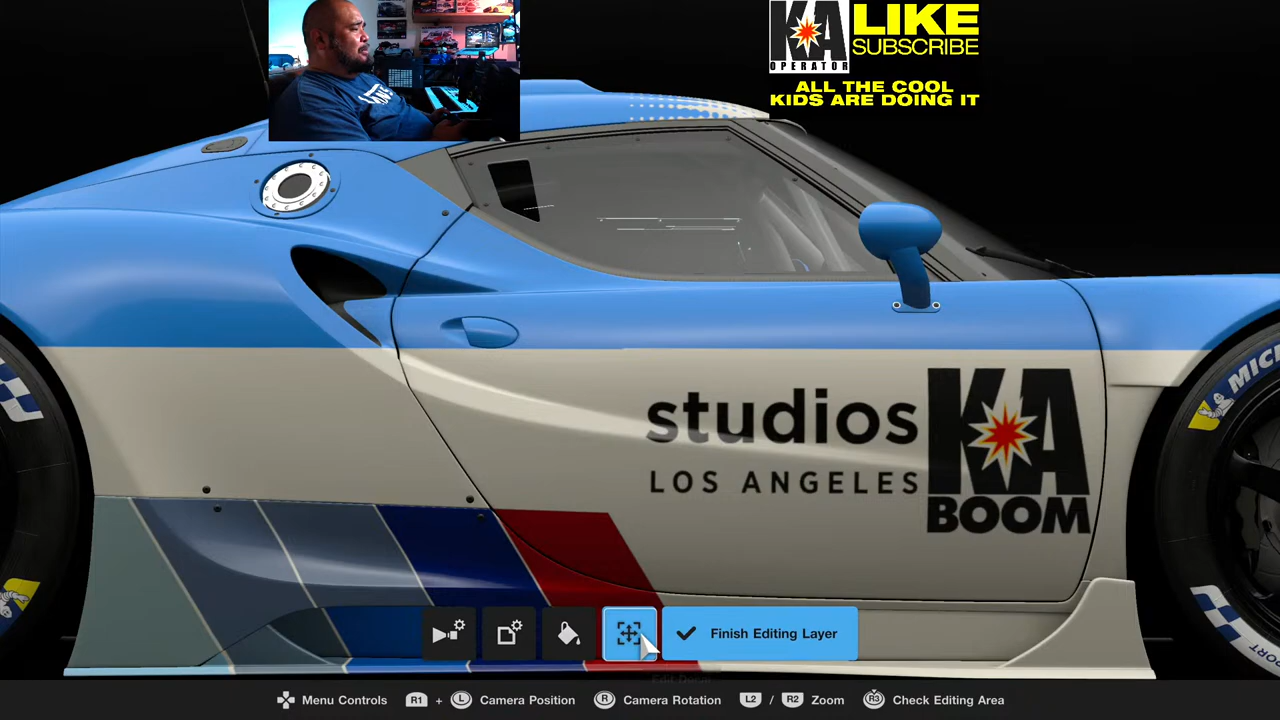 KA
OPERATOR
LIKE
SUBSCRIBE
ALL THE COOL
KIDS ARE DOING IT
MICH
studios
LOS ANGELES
KA
BOOM
Finish Editing Layer
Menu Controls
R1 + L Camera Position
R Camera Rotation
L2 / R2 Zoom
R3 Check Editing Area